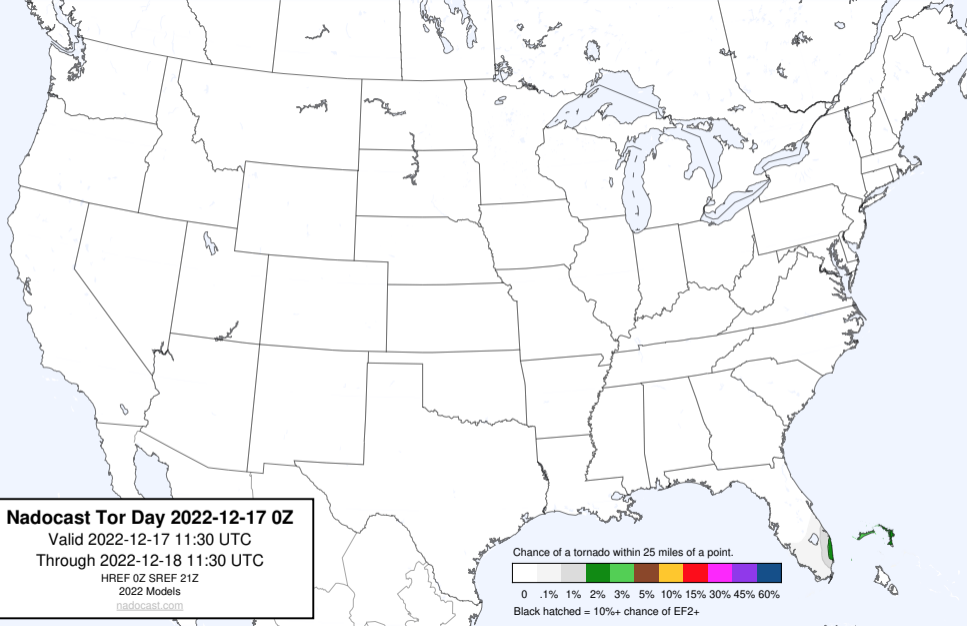 Nadocast Tor Day 2022-12-17 0Z
Valid 2022-12-17 11:30 UTC
Through 2022-12-18 11:30 UTC
HREF 0Z SREF 21Z
2022 Models
nadocast.com
Chance of a tornado within 25 miles of a point.
0 .1% 1% 2% 3% 5% 10% 15% 30% 45% 60%
Black hatched = 10%+ chance of EF2+